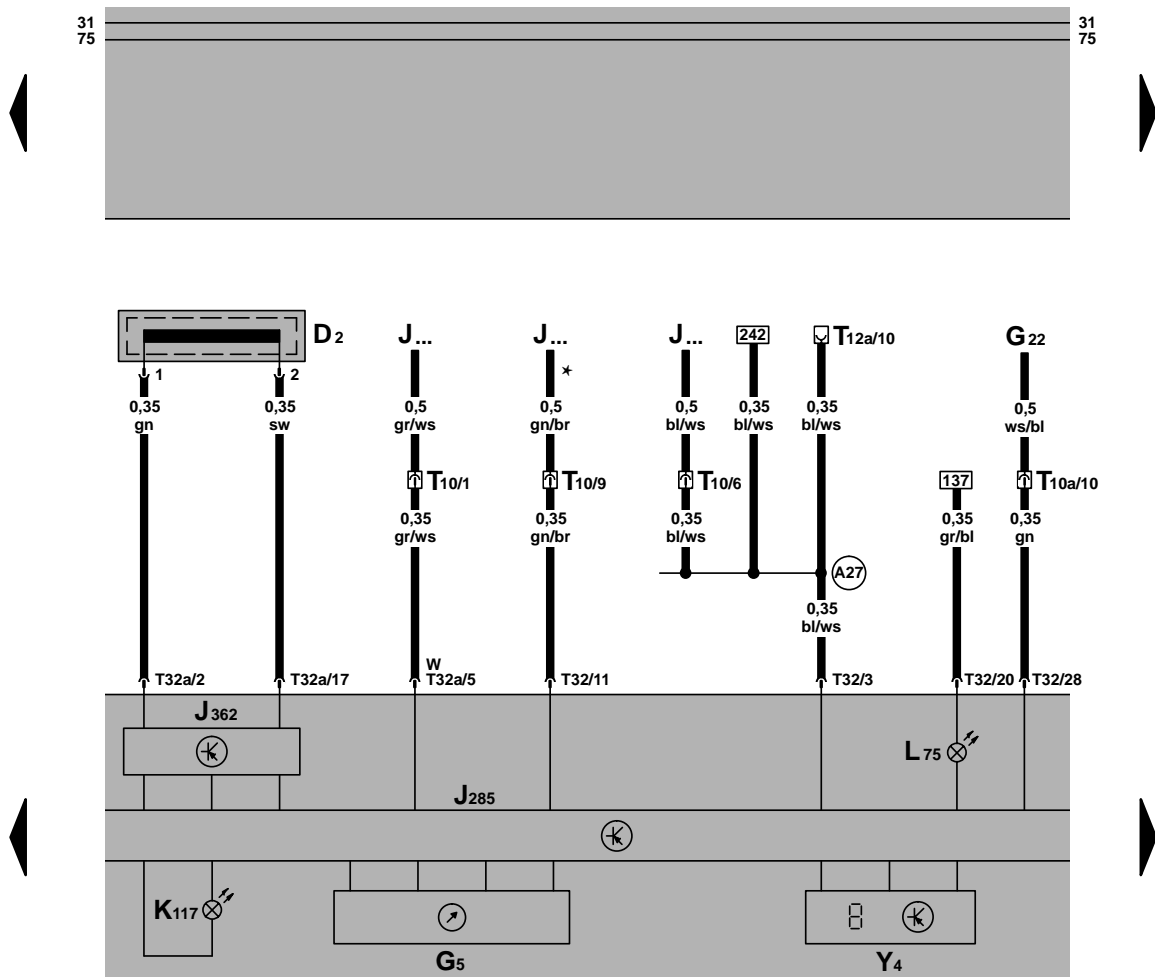 31 31
75 75
D2 J... J... J... 242 T12a/10 G22
1 2 *
0,35 0,35 0,5 0,5 0,5 0,35 0,35 0,5
gn sw gr/ws gn/br bl/ws bl/ws bl/ws ws/bl
T10/1 T10/9 T10/6 137 T10a/10
0,35 0,35 0,35 0,35 0,35
gr/ws gn/br bl/ws gr/bl gn
A27
0,35
bl/ws
W
T32a/2 T32a/17 T32a/5 T32/11 T32/3 T32/20 T32/28
J362
L75
J285
K117
G5 Y4